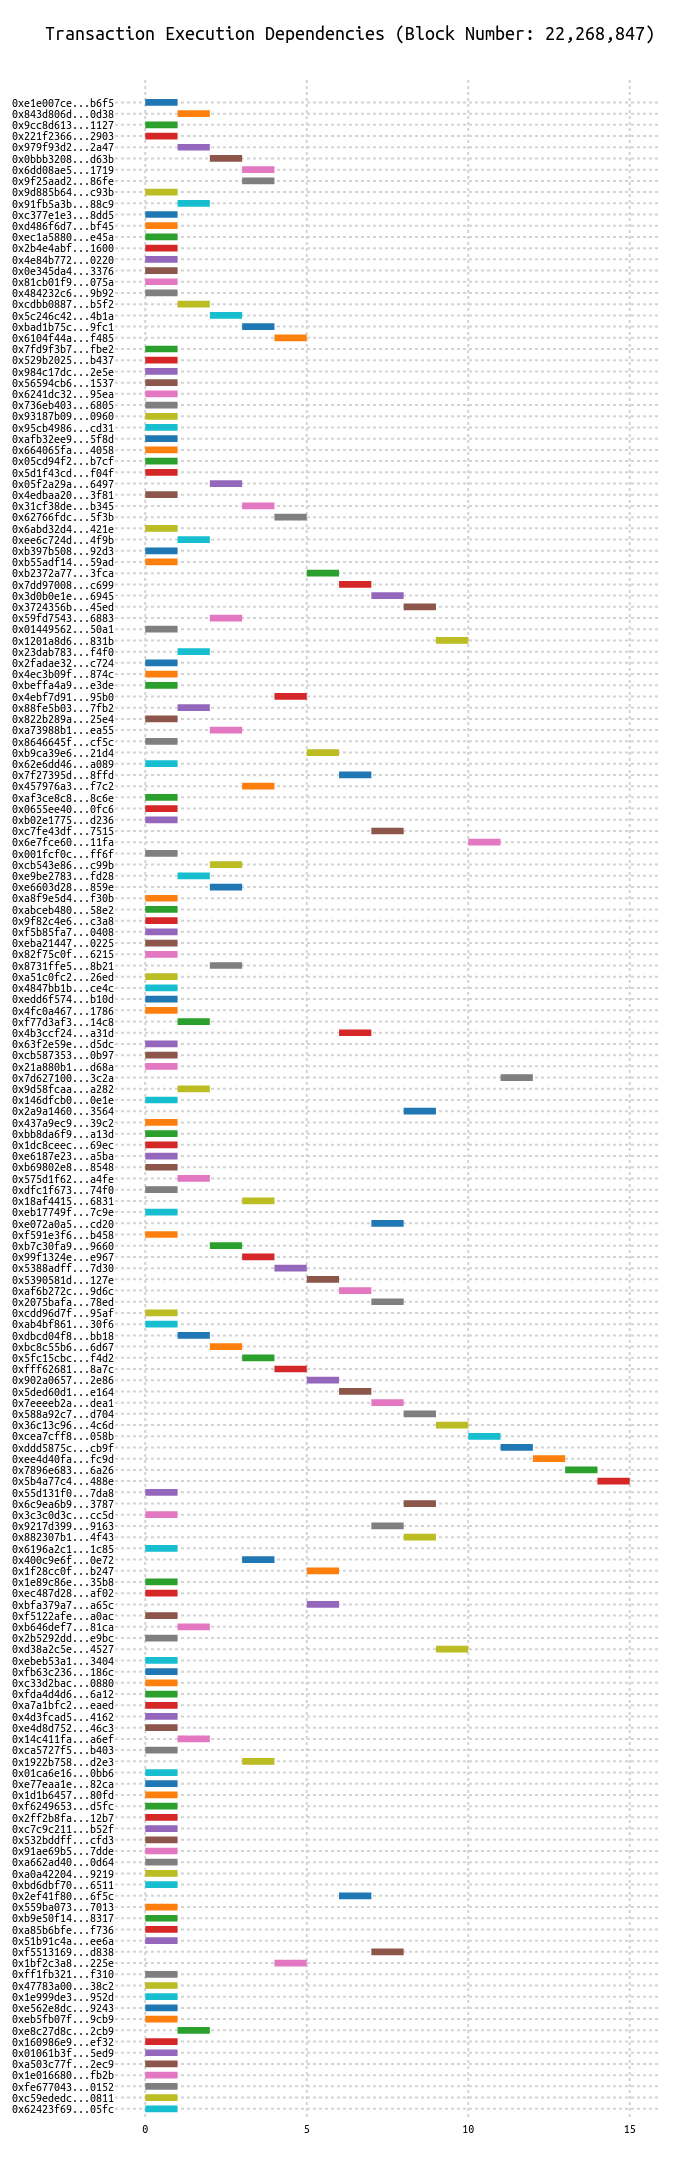 Transaction Execution Dependencies (Block Number: 22,268,847)
0xe1e007ce...b6f5
0x843d806d...0d38
0x9cc8d613...1127
0x221f2366...2903
0x979f93d2...2a47
0x0bbb3208...d63b
0x6dd08ae5...1719
0x9f25aad2...86fe
0x9d885b64...c93b
0x91fb5a3b...88c9
0xc377e1e3...8dd5
0xd486f6d7...bf45
0xec1a5880...e45a
0x2b4e4abf...1600
0x4e84b772...0220
0x0e345da4...3376
0x81cb01f9...075a
0x484232c6...9b92
0xcdbb0887...b5f2
0x5c246c42...4b1a
0xbad1b75c...9fc1
0x6104f44a...f485
0x7fd9f3b7...fbe2
0x529b2025...b437
0x984c17dc...2e5e
0x56594cb6...1537
0x6241dc32...95ea
0x736eb403...6805
0x93187b09...0960
0x95cb4986...cd31
0xafb32ee9...5f8d
0x664065fa...4058
0x05cd94f2...b7cf
0x5d1f43cd...f04f
0x05f2a29a...6497
0x4edbaa20...3f81
0x31cf38de...b345
0x62766fdc...5f3b
0x6abd32d4...421e
0xee6c724d...4f9b
0xb397b508...92d3
0xb55adf14...59ad
0xb2372a77...3fca
0x7dd97008...c699
0x3d0b0e1e...6945
0x3724356b...45ed
0x59fd7543...6883
0x01449562...50a1
0x1201a8d6...831b
0x23dab783...f4f0
0x2fadae32...c724
0x4ec3b09f...874c
0xbeffa4a9...e3de
0x4ebf7d91...95b0
0x88fe5b03...7fb2
0x822b289a...25e4
0xa73988b1...ea55
0x8646645f...cf5c
0xb9ca39e6...21d4
0x62e6dd46...a089
0x7f27395d...8ffd
0x457976a3...f7c2
0xaf3ce8c8...8c6e
0x0655ee40...0fc6
0xb02e1775...d236
0xc7fe43df...7515
0x6e7fce60...11fa
0x001fcf0c...ff6f
0xcb543e86...c99b
0xe9be2783...fd28
0xe6603d28...859e
0xa8f9e5d4...f30b
0xabceb480...58e2
0x9f82c4e6...c3a8
0xf5b85fa7...0408
0xeba21447...0225
0x82f75c0f...6215
0x8731ffe5...8b21
0xa51c0fc2...26ed
0x4847bb1b...ce4c
0xedd6f574...b10d
0x4fc0a467...1786
0xf77d3af3...14c8
0x4b3ccf24...a31d
0x63f2e59e...d5dc
0xcb587353...0b97
0x21a880b1...d68a
0x7d627100...3c2a
0x9d58fcaa...a282
0x146dfcb0...0e1e
0x2a9a1460...3564
0x437a9ec9...39c2
0xbb8da6f9...a13d
0x1dc8ceec...69ec
0xe6187e23...a5ba
0xb69802e8...8548
0x575d1f62...a4fe
0xdfc1f673...74f0
0x18af4415...6831
0xeb17749f...7c9e
0xe072a0a5...cd20
0xf591e3f6...b458
0xb7c30fa9...9660
0x99f1324e...e967
0x5388adff...7d30
0x5390581d...127e
0xaf6b272c...9d6c
0x2075bafa...78ed
0xcdd96d7f...95af
0xab4bf861...30f6
0xdbcd04f8...bb18
0xbc8c55b6...6d67
0x5fc15cbc...f4d2
0xfff62681...8a7c
0x902a0657...2e86
0x5ded60d1...e164
0x7eeeeb2a...dea1
0x588a92c7...d704
0x36c13c96...4c6d
0xcea7cff8...058b
0xddd5875c...cb9f
0xee4d40fa...fc9d
0x7896e683...6a26
0x5b4a77c4...488e
0x55d131f0...7da8
0x6c9ea6b9...3787
0x3c3c0d3c...cc5d
0x9217d399...9163
0x882307b1...4f43
0x6196a2c1...1c85
0x400c9e6f...0e72
0x1f28cc0f...b247
0x1e89c86e...35b8
0xec487d28...af02
0xbfa379a7...a65c
0xf5122afe...a0ac
0xb646def7...81ca
0x2b5292dd...e9bc
0xd38a2c5e...4527
0xebeb53a1...3404
0xfb63c236...186c
0xc33d2bac...0880
0xfda4d4d6...6a12
0xa7a1bfc2...eaed
0x4d3fcad5...4162
0xe4d8d752...46c3
0x14c411fa...a6ef
0xca5727f5...b403
0x1922b758...d2e3
0x01ca6e16...0bb6
0xe77eaa1e...82ca
0x1d1b6457...80fd
0xf6249653...d5fc
0x2ff2b8fa...12b7
0xc7c9c211...b52f
0x532bddff...cfd3
0x91ae69b5...7dde
0xa662ad40...0d64
0xa0a42204...9219
0xbd6dbf70...6511
0x2ef41f80...6f5c
0x559ba073...7013
0xb9e50f14...8317
0xa85b6bfe...f736
0x51b91c4a...ee6a
0xf5513169...d838
0x1bf2c3a8...225e
0xff1fb321...f310
0x47783a00...38c2
0x1e999de3...952d
0xe562e8dc...9243
0xeb5fb07f...9cb9
0xe8c27d8c...2cb9
0x160986e9...ef32
0x01061b3f...5ed9
0xa503c77f...2ec9
0x1e016680...fb2b
0xfe677043...0152
0xc59ededc...0811
0x62423f69...05fc
0 5 10 15